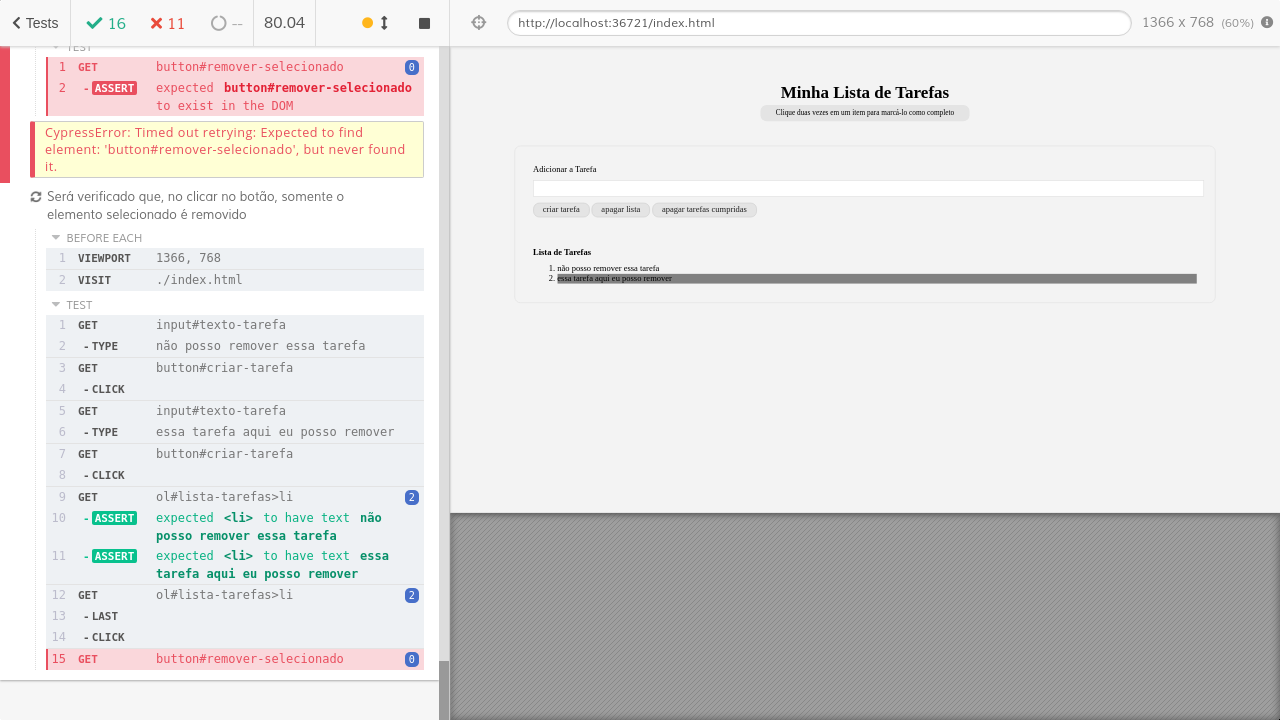 Tests
16
11
--
80.04
http://localhost:36721/index.html
1366 x 768 (60%)
TEST
1 GET button#remover-selecionado 0
2 - ASSERT expected button#remover-selecionado
to exist in the DOM
CypressError: Timed out retrying: Expected to find
element: 'button#remover-selecionado', but never found
it.
Será verificado que, no clicar no botão, somente o
elemento selecionado é removido
BEFORE EACH
1 VIEWPORT 1366, 768
2 VISIT ./index.html
TEST
1 GET input#texto-tarefa
2 - TYPE não posso remover essa tarefa
3 GET button#criar-tarefa
4 - CLICK
5 GET input#texto-tarefa
6 - TYPE essa tarefa aqui eu posso remover
7 GET button#criar-tarefa
8 - CLICK
9 GET ol#lista-tarefas>li 2
10 - ASSERT expected <li> to have text não
posso remover essa tarefa
11 - ASSERT expected <li> to have text essa
tarefa aqui eu posso remover
12 GET ol#lista-tarefas>li 2
13 - LAST
14 - CLICK
15 GET button#remover-selecionado 0
Minha Lista de Tarefas
Clique duas vezes em um item para marcá-lo como completo
Adicionar a Tarefa
criar tarefa apagar lista apagar tarefas cumpridas
Lista de Tarefas
1. não posso remover essa tarefa
2. essa tarefa aqui eu posso remover